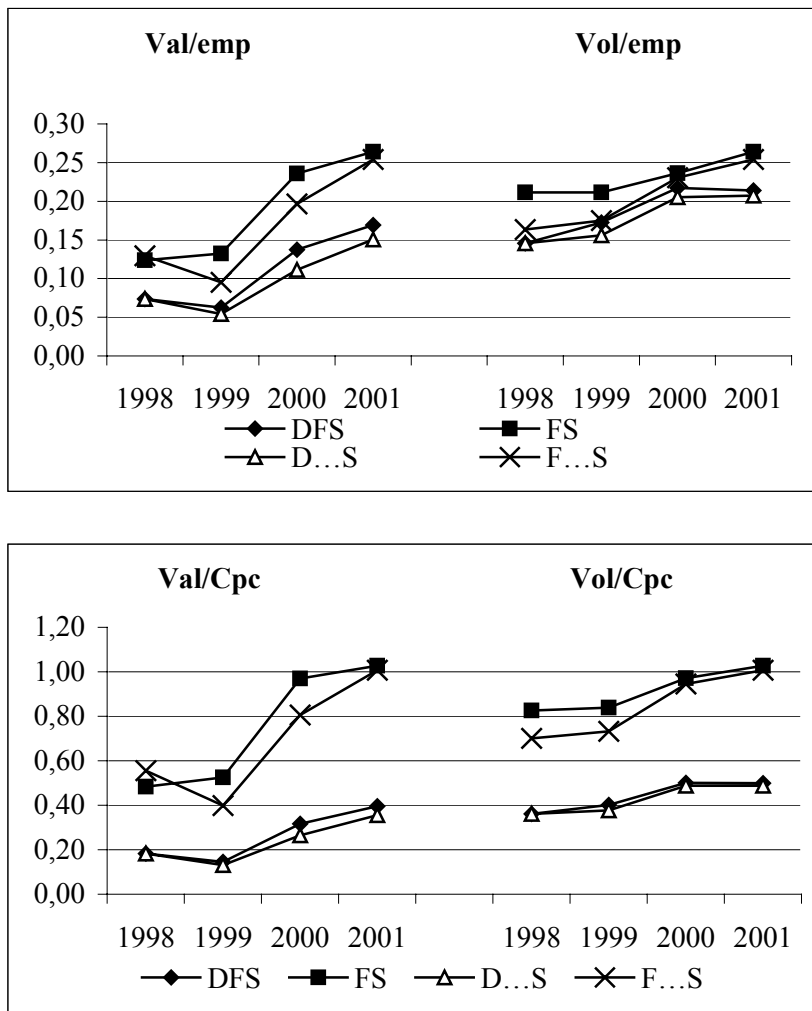 Val/emp Vol/emp
0,30
0,25
0,20
0,15
0,10
0,05
0,00
1998 1999 2000 2001 1998 1999 2000 2001
DFS FS
D…S F…S
Val/Cpc Vol/Cpc
1,20
1,00
0,80
0,60
0,40
0,20
0,00
1998 1999 2000 2001 1998 1999 2000 2001
DFS FS D…S F…S